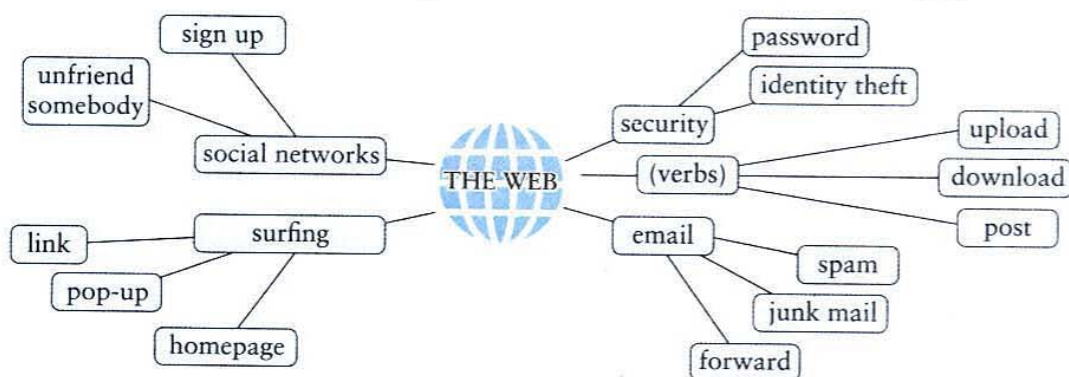 THE WEB
social networks
sign up
unfriend
somebody
surfing
link
pop-up
homepage
security
password
identity theft
(verbs)
upload
download
post
email
spam
junk mail
forward